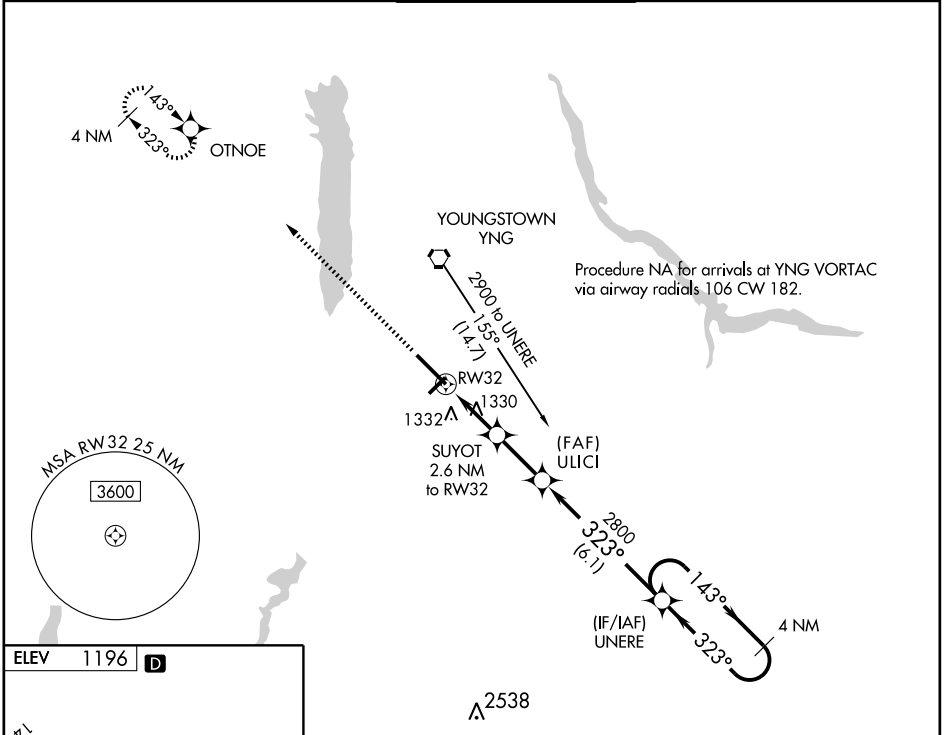 143°
323°
4 NM
OTNOE
YOUNGSTOWN
YNG
Procedure NA for arrivals at YNG VORTAC
via airway radials 106 CW 182.
2900 to UNERE
155°
(14.7)
RW32
1332
1330
SUYOT
2.6 NM
to RW32
(FAF)
ULICI
MSA RW32 25 NM
3600
2800
323°
(6.1)
(IF/IAF)
UNERE
143°
323°
4 NM
ELEV 1196 D
2538